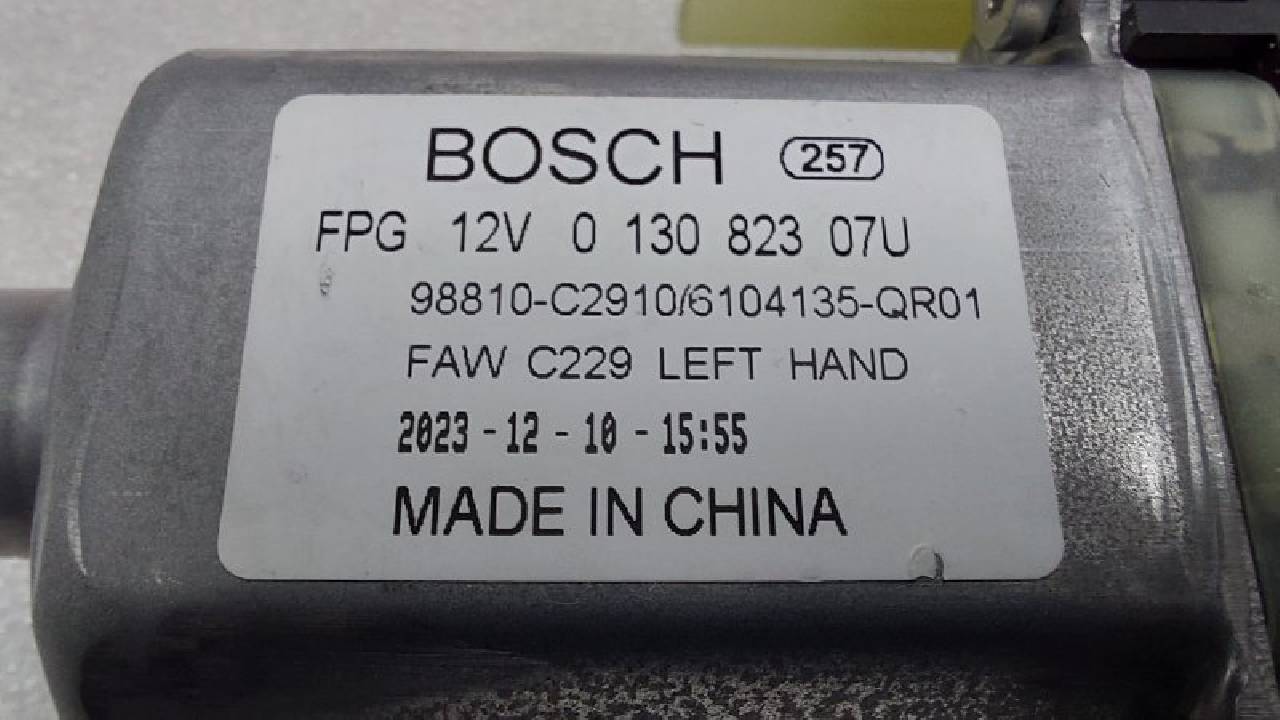 BOSCH 257
FPG 12V 0 130 823 07U
98810-C2910/6104135-QR01
FAW C229 LEFT HAND
2023-12-10-15:55
MADE IN CHINA